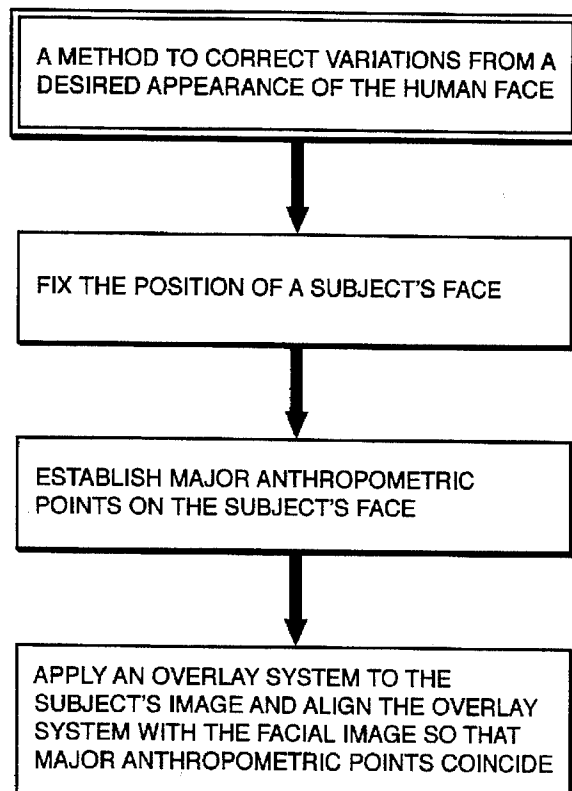 A METHOD TO CORRECT VARIATIONS FROM A
DESIRED APPEARANCE OF THE HUMAN FACE
FIX THE POSITION OF A SUBJECT'S FACE
ESTABLISH MAJOR ANTHROPOMETRIC
POINTS ON THE SUBJECT'S FACE
APPLY AN OVERLAY SYSTEM TO THE
SUBJECT'S IMAGE AND ALIGN THE OVERLAY
SYSTEM WITH THE FACIAL IMAGE SO THAT
MAJOR ANTHROPOMETRIC POINTS COINCIDE